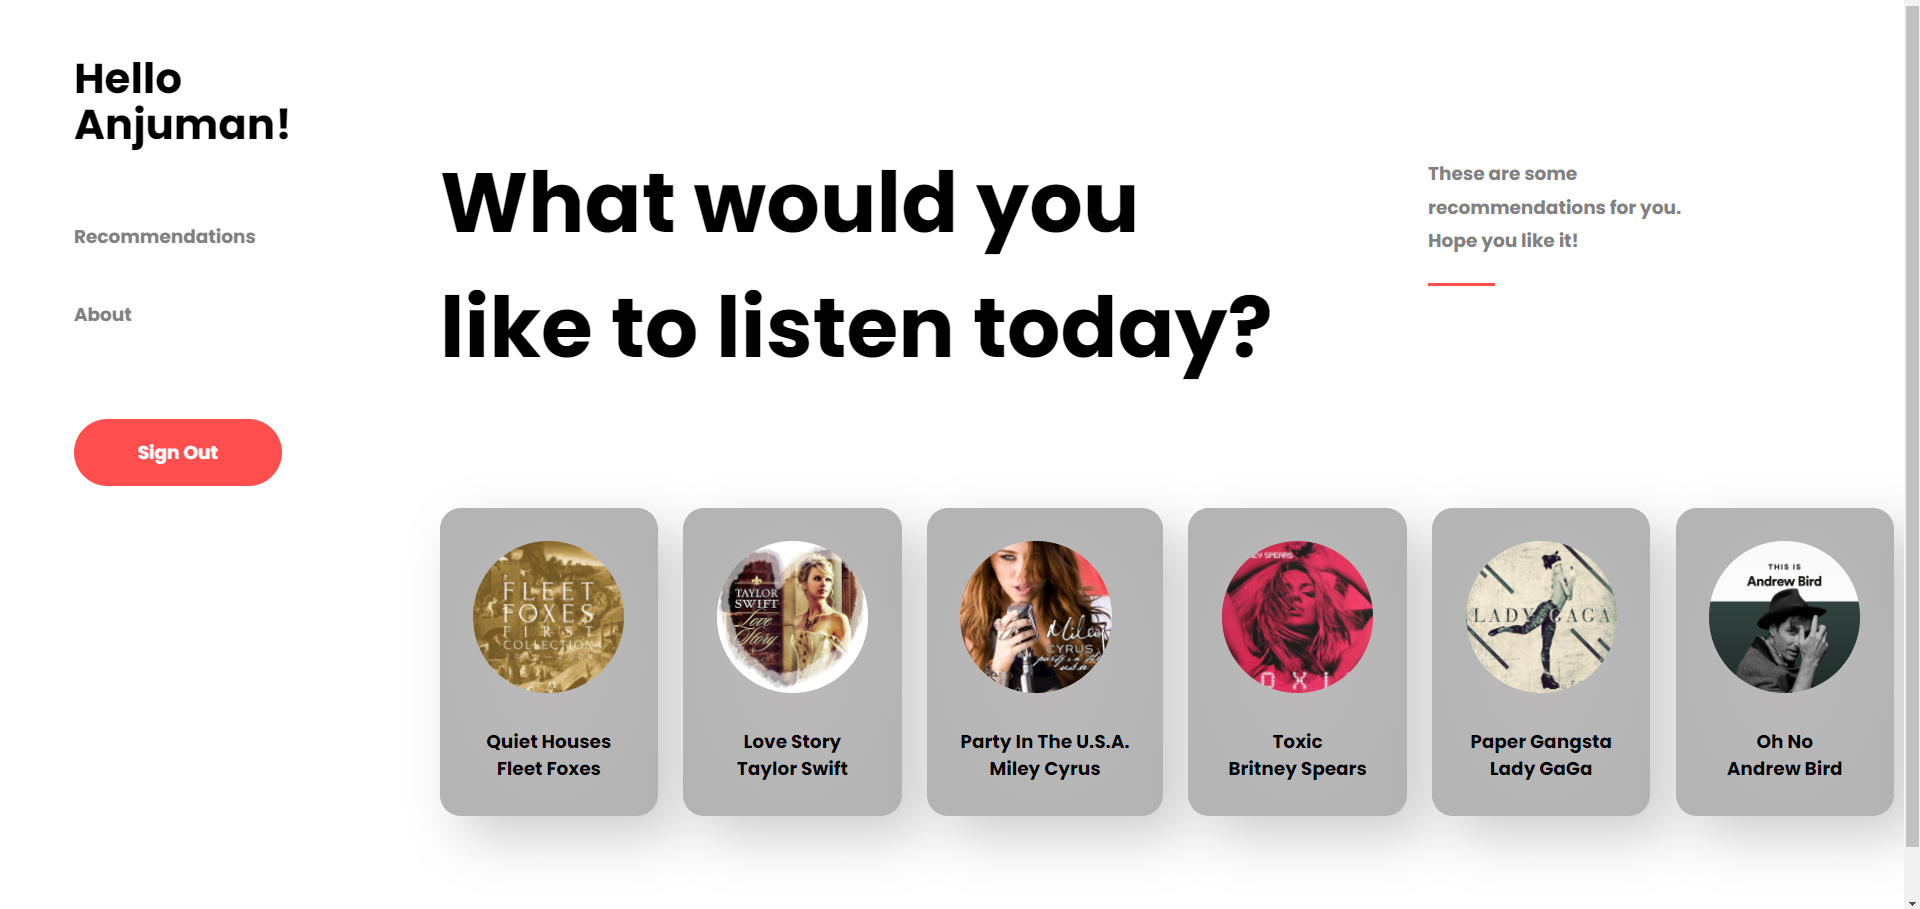 Hello
Anjuman!
Recommendations
About
Sign Out
What would you
like to listen today?
These are some
recommendations for you.
Hope you like it!
FLEET
FOXES
FIRST
COLLECTION
Quiet Houses
Fleet Foxes
TAYLOR
SWIFT
Love
Story
Love Story
Taylor Swift
Miley
CYRUS
Party In The U.S.A.
Miley Cyrus
SPEARS
OXI
Toxic
Britney Spears
LADY GAGA
Paper Gangsta
Lady GaGa
THIS IS
Andrew Bird
Oh No
Andrew Bird